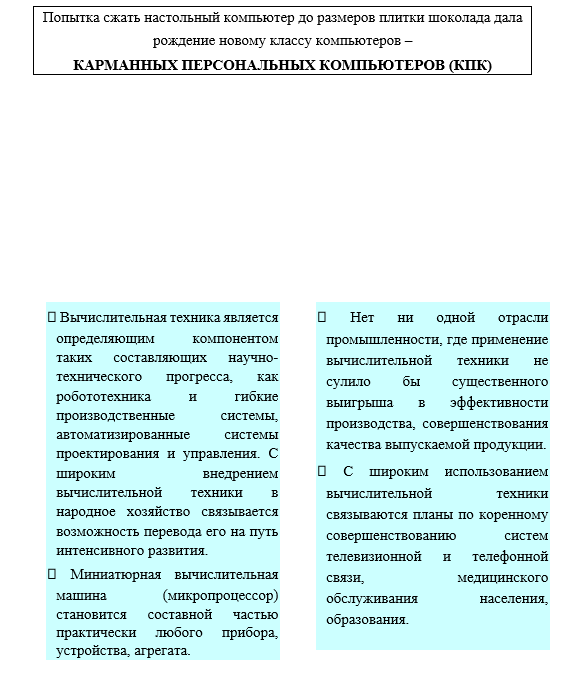 Попытка сжать настольный компьютер до размеров плитки шоколада дала
рождение новому классу компьютеров –
КАРМАННЫХ ПЕРСОНАЛЬНЫХ КОМПЬЮТЕРОВ (КПК)
Вычислительная техника является
определяющим компонентом
таких составляющих научно-
технического прогресса, как
робототехника и гибкие
производственные системы,
автоматизированные системы
проектирования и управления. С
широким внедрением
вычислительной техники в
народное хозяйство связывается
возможность перевода его на путь
интенсивного развития.
Миниатюрная вычислительная
машина (микропроцессор)
становится составной частью
практически любого прибора,
устройства, агрегата.
Нет ни одной отрасли
промышленности, где применение
вычислительной техники не
сулило бы существенного
выигрыша в эффективности
производства, совершенствования
качества выпускаемой продукции.
С широким использованием
вычислительной техники
связываются планы по коренному
совершенствованию систем
телевизионной и телефонной
связи, медицинского
обслуживания населения,
образования.